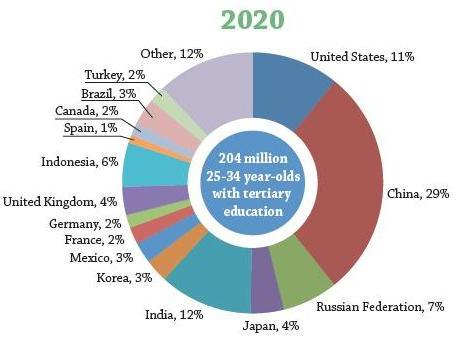 2020
Other, 12%
United States, 11%
Turkey, 2%
Brazil, 3%
Canada, 2%
Spain, 1%
Indonesia, 6%
United Kingdom, 4%
Germany, 2%
France, 2%
Mexico, 3%
Korea, 3%
India, 12%
Japan, 4%
Russian Federation, 7%
China, 29%
204 million
25-34 year-olds
with tertiary
education